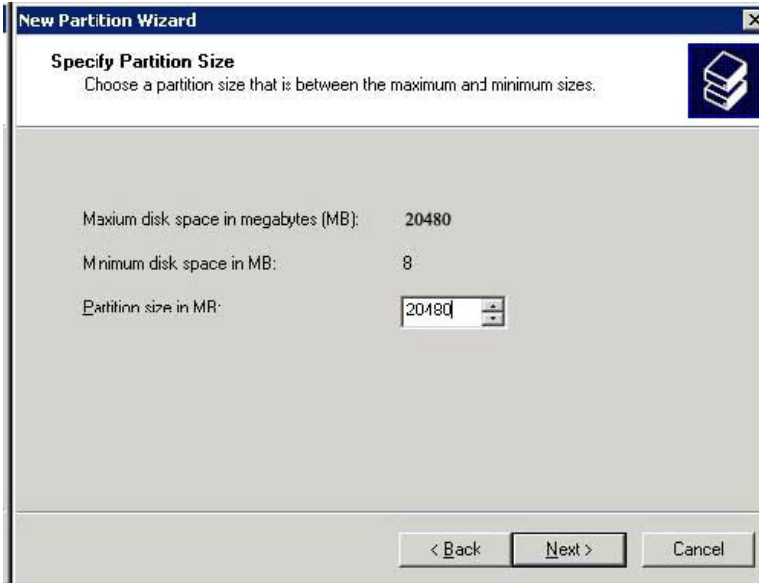 New Partition Wizard
Specify Partition Size
Choose a partition size that is between the maximum and minimum sizes.
Maxium disk space in megabytes (MB): 20480
Minimum disk space in MB: 8
Partition size in MB: 20480
< Back Next > Cancel